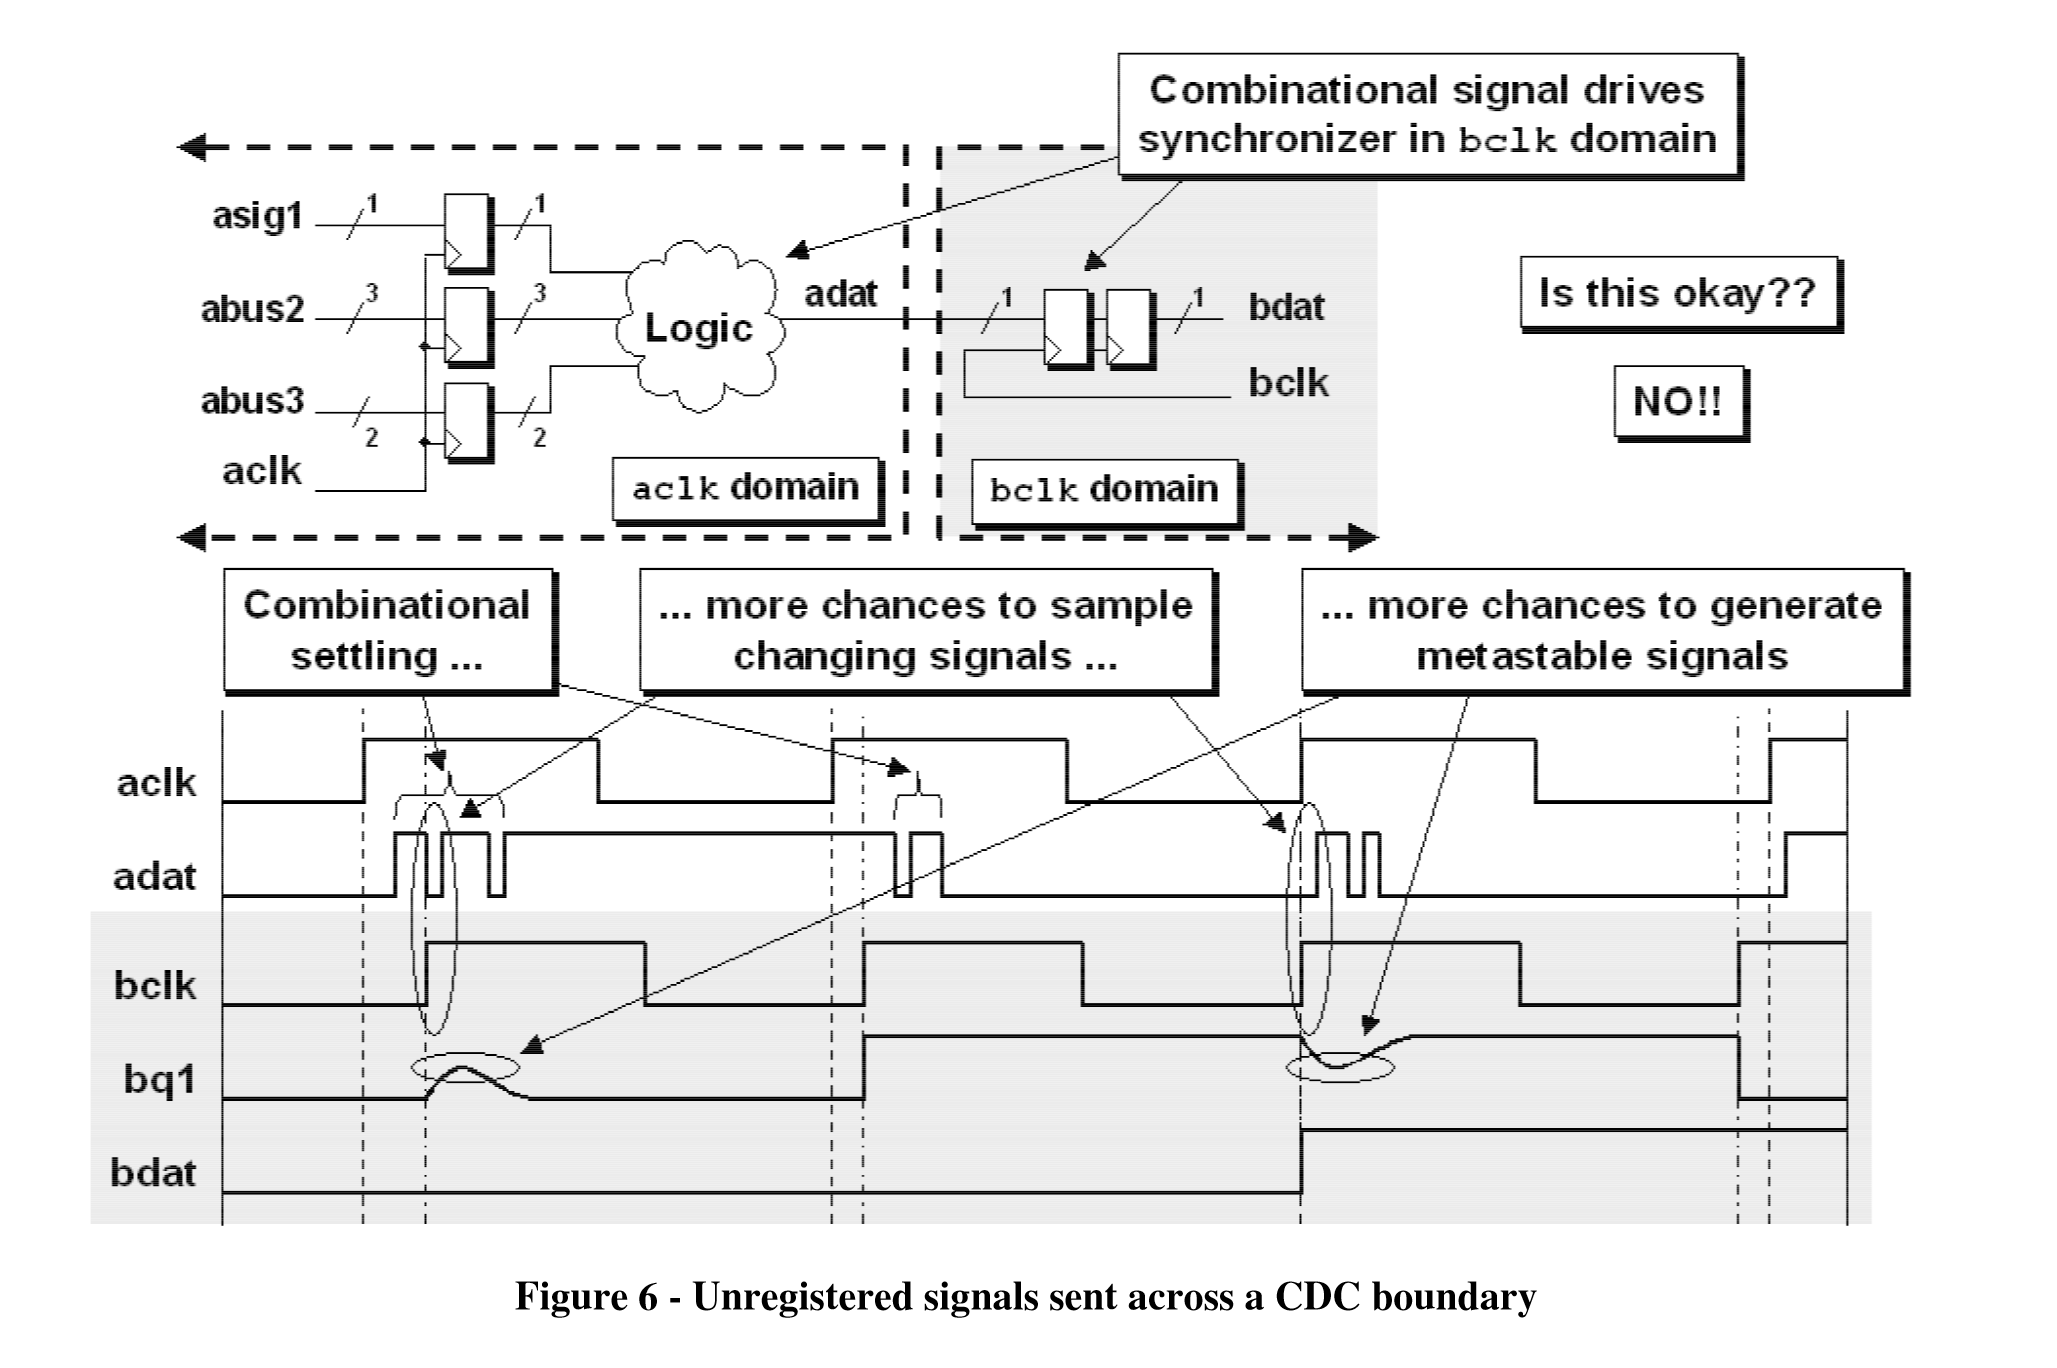 Combinational signal drives
synchronizer in bclk domain
asig1
1
1
abus2
3
3
Logic
adat
1
1
bdat
abus3
2
2
bclk
aclk
aclk domain
bclk domain
Is this okay??
NO!!
Combinational
settling ...
... more chances to sample
changing signals ...
... more chances to generate
metastable signals
aclk
adat
bclk
bq1
bdat
Figure 6 - Unregistered signals sent across a CDC boundary